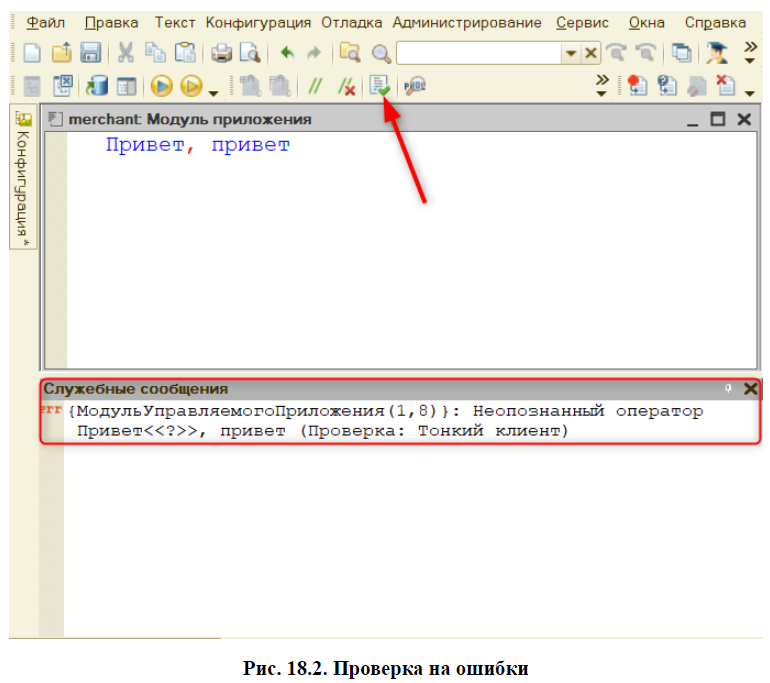 Файл Правка Текст Конфигурация Отладка Администрирование Сервис Окна Справка
merchant: Модуль приложения
Конфигурация *
Привет, привет
Служебные сообщения
err {МодульУправляемогоПриложения(1,8)}: Неопознанный оператор
Привет<<?>>, привет (Проверка: Тонкий клиент)
Рис. 18.2. Проверка на ошибки